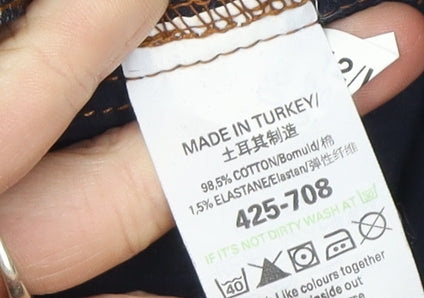 MADE IN TURKEY/
土耳其制造
98,5% COTTON/Bomuld/棉
1,5% ELASTANE/Elastan/弹性纤维
425-708
IF IT'S NOT DIRTY WASH AT
40
Like colours together
inside out